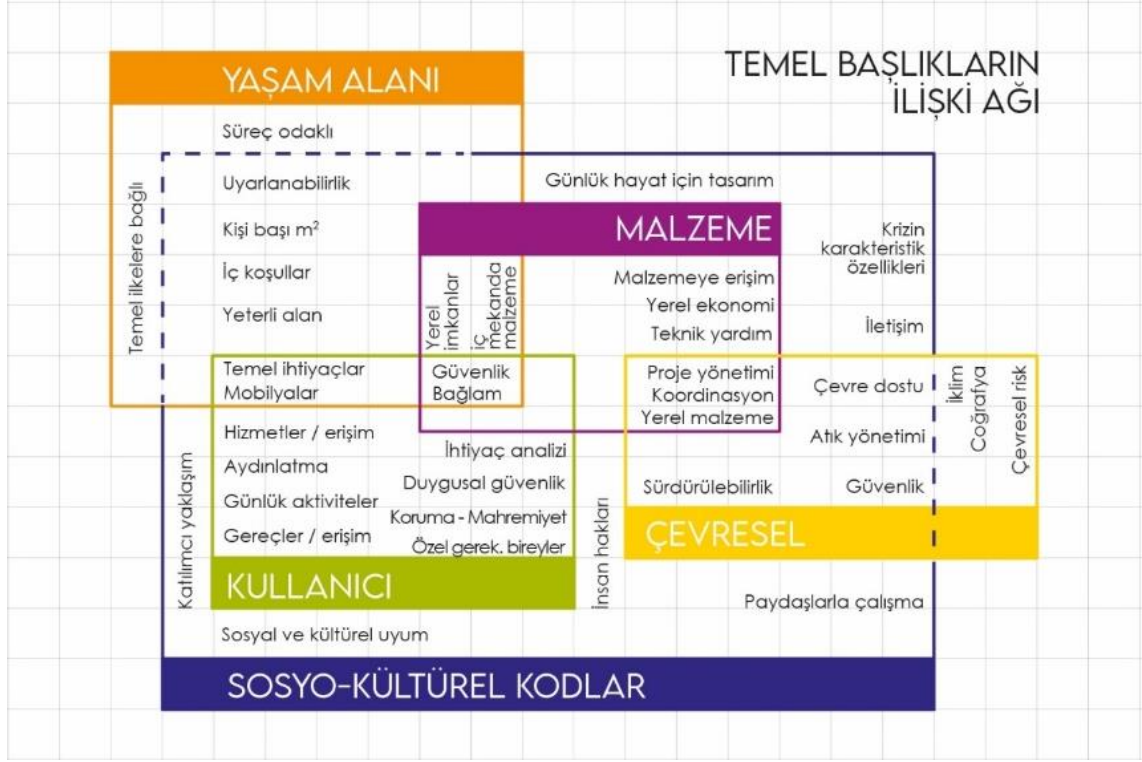 TEMEL BAŞLIKLARIN
İLİŞKİ AĞI
YAŞAM ALANI
Süreç odaklı
Temel ilkelere bağlı
Uyarlanabilirlik
Kişi başı m²
İç koşullar
Yeterli alan
Günlük hayat için tasarım
MALZEME
Malzemeye erişim
Yerel ekonomi
Teknik yardım
Yerel
imkanlar
iç
mekanda
malzeme
Krizin
karakteristik
özellikleri
İletişim
Temel ihtiyaçlar
Mobilyalar
Güvenlik
Bağlam
Proje yönetimi
Koordinasyon
Yerel malzeme
Çevre dostu
Atık yönetimi
Sürdürülebilirlik
Güvenlik
İklim
Coğrafya
Çevresel risk
ÇEVRESEL
Hizmetler / erişim
Aydınlatma
Günlük aktiviteler
Gereçler / erişim
İhtiyaç analizi
Duygusal güvenlik
Koruma - Mahremiyet
Özel gerek. bireyler
KULLANICI
Katılımcı yaklaşım
İnsan hakları
Paydaşlarla çalışma
Sosyal ve kültürel uyum
SOSYO-KÜLTÜREL KODLAR